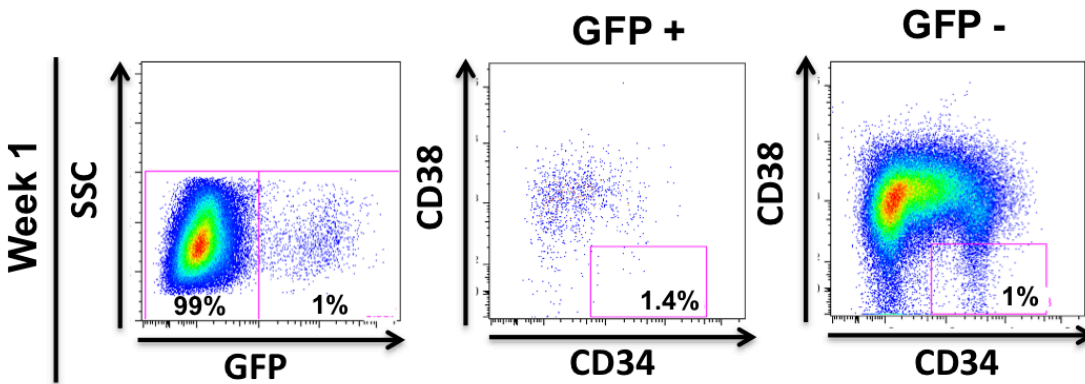 GFP +
GFP -
Week 1
SSC
99%
1%
GFP
CD38
1.4%
CD34
CD38
1%
CD34